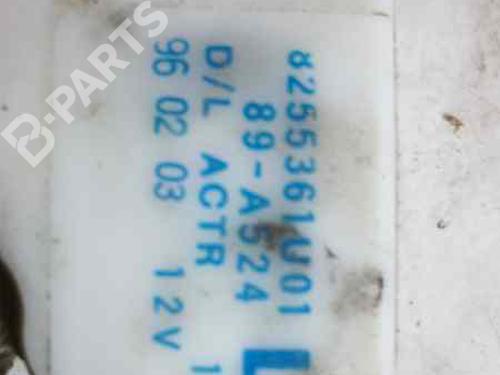 B-PARTS
8255361U01
89-A524
D/L ACTR
96 02 03 12V
L